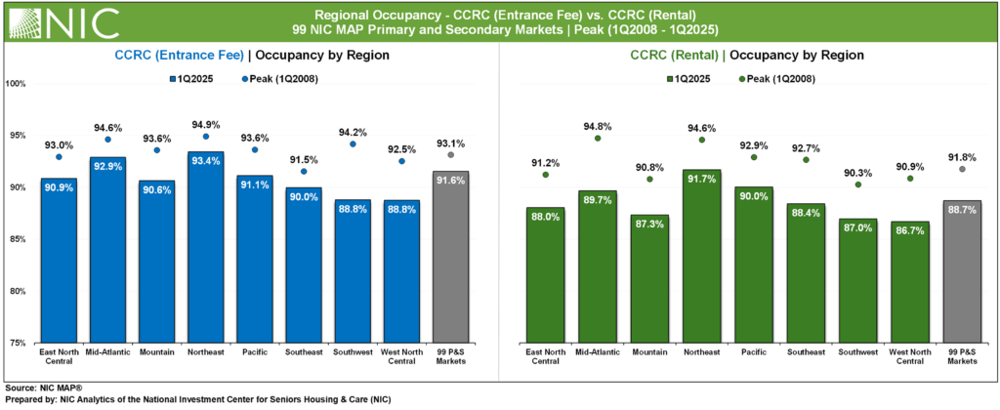 NIC
Regional Occupancy - CCRC (Entrance Fee) vs. CCRC (Rental)
99 NIC MAP Primary and Secondary Markets | Peak (1Q2008 - 1Q2025)
CCRC (Entrance Fee) | Occupancy by Region
1Q2025
Peak (1Q2008)
100%
95%
90%
85%
80%
75%
93.0%
94.6%
93.6%
94.9%
93.6%
91.5%
94.2%
92.5%
93.1%
90.9%
92.9%
90.6%
93.4%
91.1%
90.0%
88.8%
88.8%
91.6%
East North
Central
Mid-Atlantic
Mountain
Northeast
Pacific
Southeast
Southwest
West North
Central
99 P&S
Markets
CCRC (Rental) | Occupancy by Region
1Q2025
Peak (1Q2008)
91.2%
94.8%
90.8%
94.6%
92.9%
92.7%
90.3%
90.9%
91.8%
88.0%
89.7%
87.3%
91.7%
90.0%
88.4%
87.0%
86.7%
88.7%
East North
Central
Mid-Atlantic
Mountain
Northeast
Pacific
Southeast
Southwest
West North
Central
99 P&S
Markets
Source: NIC MAP®
Prepared by: NIC Analytics of the National Investment Center for Seniors Housing & Care (NIC)